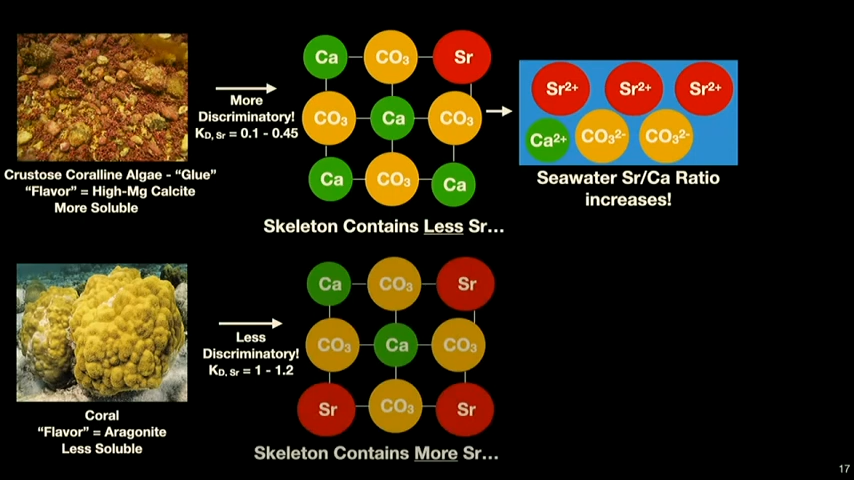 Ca CO₃ Sr
CO₃ Ca CO₃
Ca CO₃ Ca
More
Discriminatory!
K_D, Sr = 0.1 - 0.45
Crustose Coralline Algae - “Glue”
“Flavor” = High-Mg Calcite
More Soluble
Skeleton Contains Less Sr...
Sr²⁺ Sr²⁺ Sr²⁺
Ca²⁺ CO₃²⁻ CO₃²⁻
Seawater Sr/Ca Ratio
increases!
Ca CO₃ Sr
CO₃ Ca CO₃
Sr CO₃ Sr
Less
Discriminatory!
K_D, Sr = 1 - 1.2
Coral
“Flavor” = Aragonite
Less Soluble
Skeleton Contains More Sr...
17